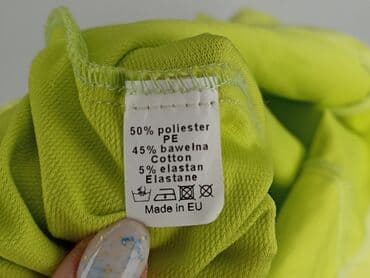 50% poliester
PE
45% bawełna
Cotton
5% elastan
Elastane
Made in EU